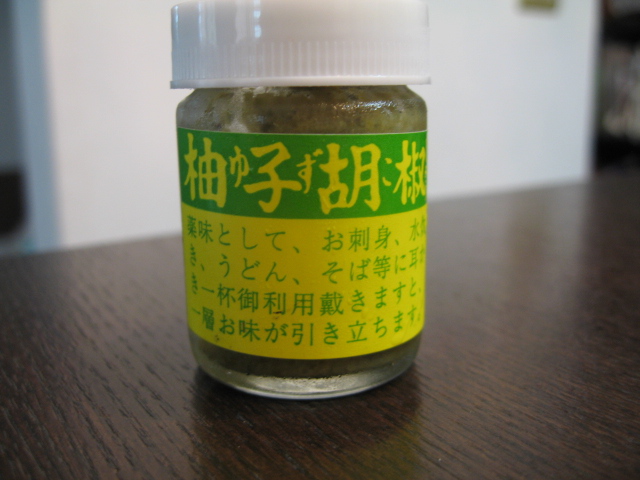 柚ゆ子ず胡こ椒
薬味として、お刺身、水炊
き、うどん、そば等に耳か
き一杯御利用戴きますと、
一層お味が引き立ちます。